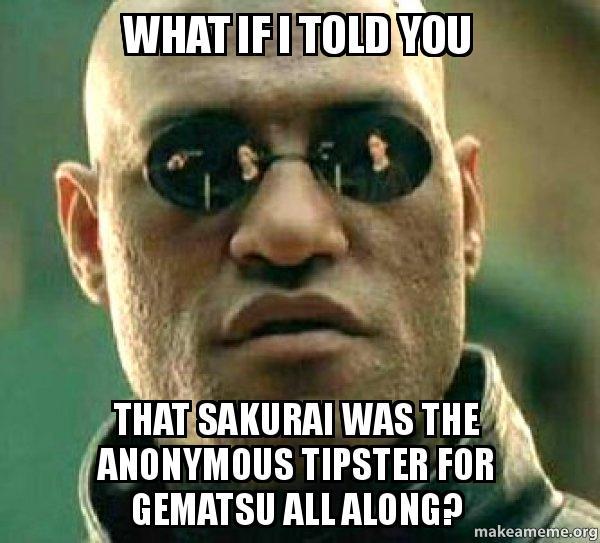 WHAT IF I TOLD YOU
THAT SAKURAI WAS THE
ANONYMOUS TIPSTER FOR
GEMATSU ALL ALONG?
makeameme.org